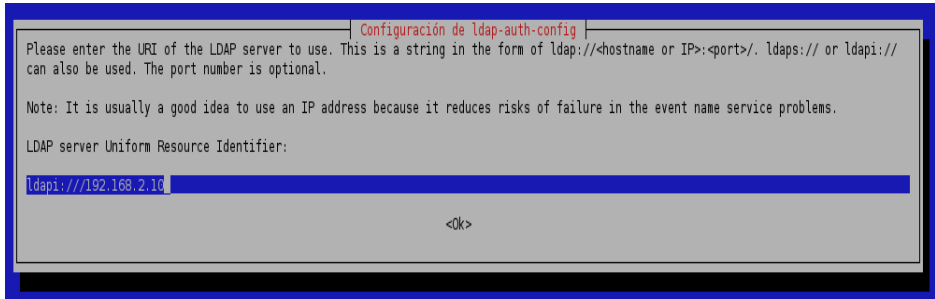 Configuración de ldap-auth-config
Please enter the URI of the LDAP server to use. This is a string in the form of ldap://<hostname or IP>:<port>/. ldaps:// or ldapi://
can also be used. The port number is optional.
Note: It is usually a good idea to use an IP address because it reduces risks of failure in the event name service problems.
LDAP server Uniform Resource Identifier:
ldapi:///192.168.2.10
<Ok>